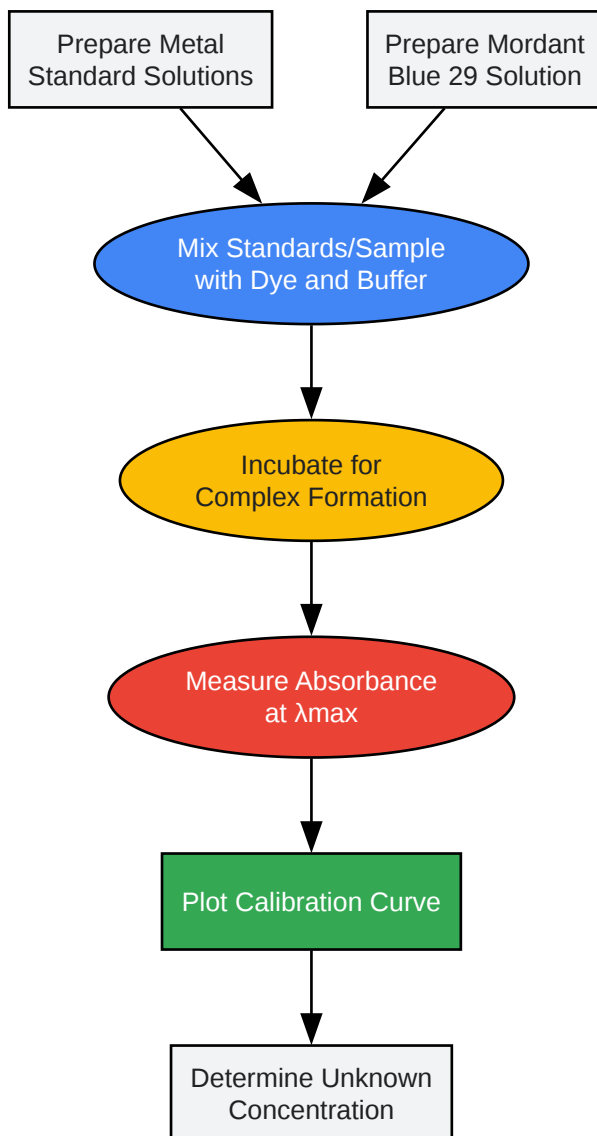 Prepare Metal
Standard Solutions
Prepare Mordant
Blue 29 Solution
Mix Standards/Sample
with Dye and Buffer
Incubate for
Complex Formation
Measure Absorbance
at λmax
Plot Calibration Curve
Determine Unknown
Concentration